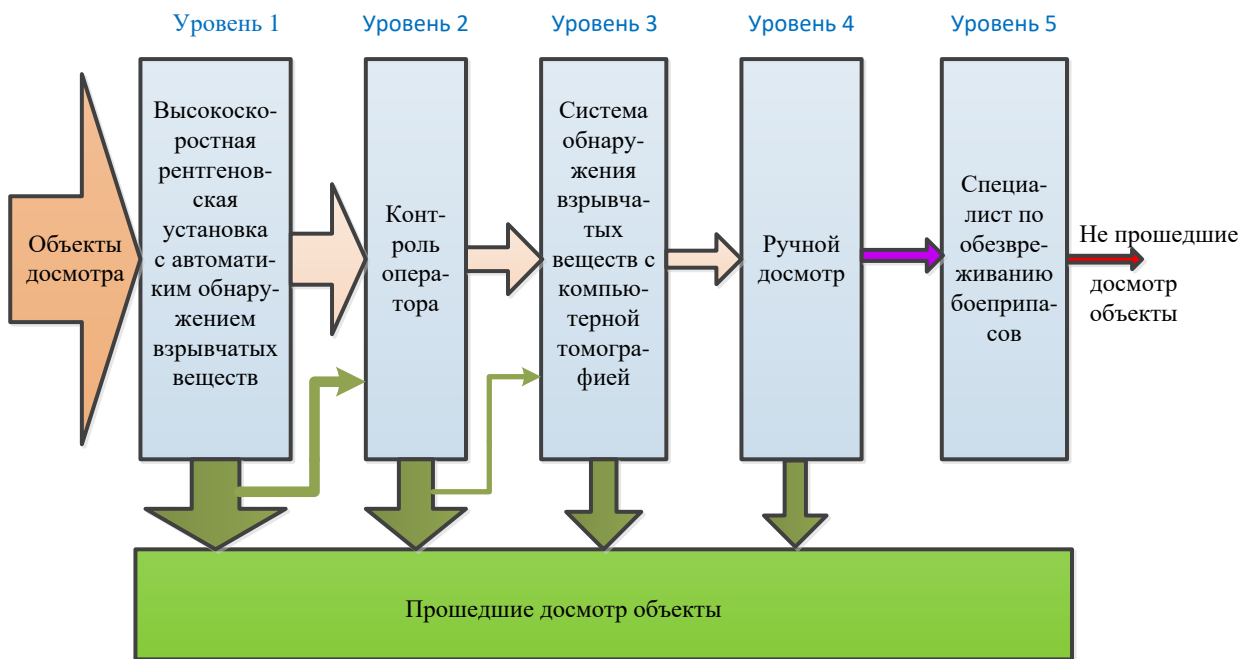 Уровень 1
Уровень 2
Уровень 3
Уровень 4
Уровень 5
Объекты
досмотра
Высокоско-
ростная
рентгенов-
ская
установка
с автомати-
ким обнару-
жением
взрывчатых
веществ
Конт-
роль
опера-
тора
Система
обнару-
жения
взрывча-
тых
веществ с
компью-
терной
томогра-
фией
Ручной
досмотр
Специа-
лист по
обезвре-
живанию
боеприпа-
сов
Не прошедшие
досмотр
объекты
Прошедшие досмотр объекты